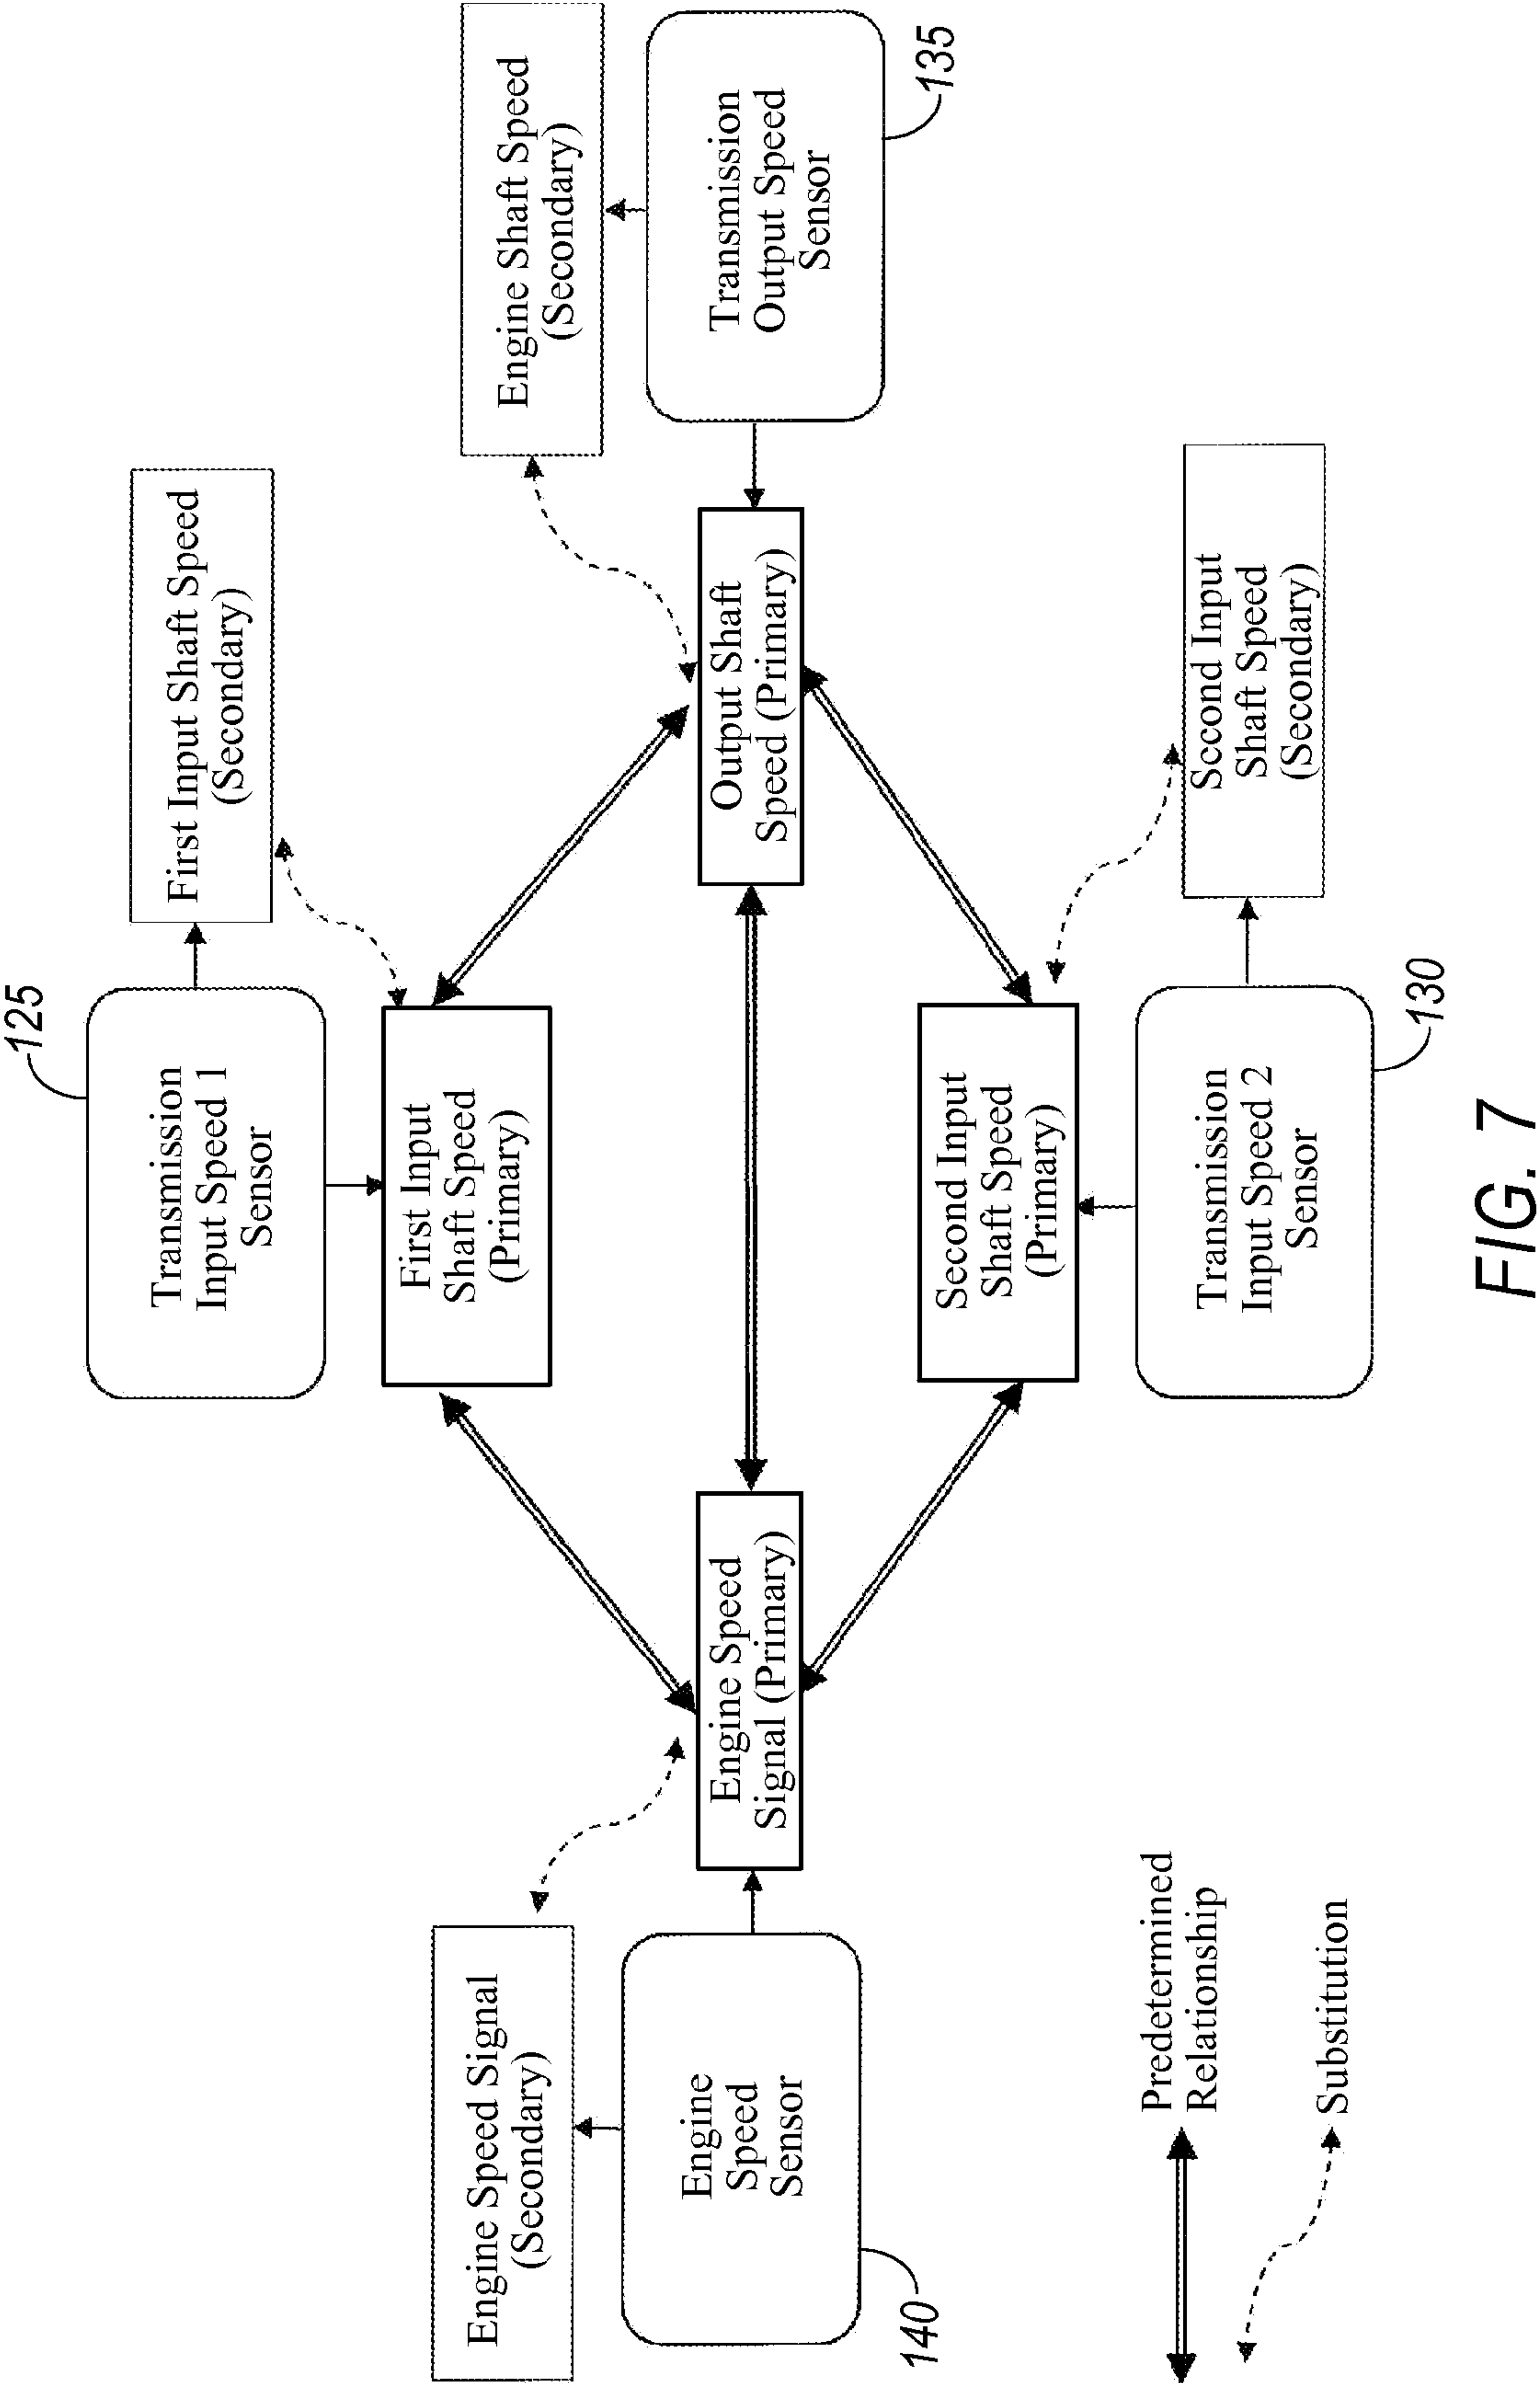 125
Transmission
Input Speed 1
Sensor
First Input Shaft Speed
(Secondary)
First Input
Shaft Speed
(Primary)
Engine Speed Signal
(Secondary)
Engine Shaft Speed
(Secondary)
Engine
Speed
Sensor
140
Engine Speed
Signal (Primary)
Output Shaft
Speed (Primary)
Transmission
Output Speed
Sensor
135
Second Input
Shaft Speed
(Primary)
Second Input
Shaft Speed
(Secondary)
Transmission
Input Speed 2
Sensor
130
Predetermined
Relationship
Substitution
FIG. 7